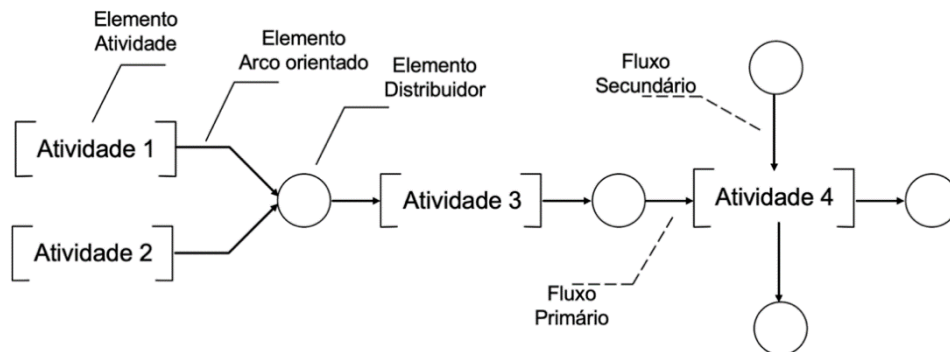 Elemento
Atividade
Elemento
Arco orientado
Elemento
Distribuidor
Fluxo
Secundário
Atividade 1
Atividade 2
Atividade 3
Atividade 4
Fluxo
Primário